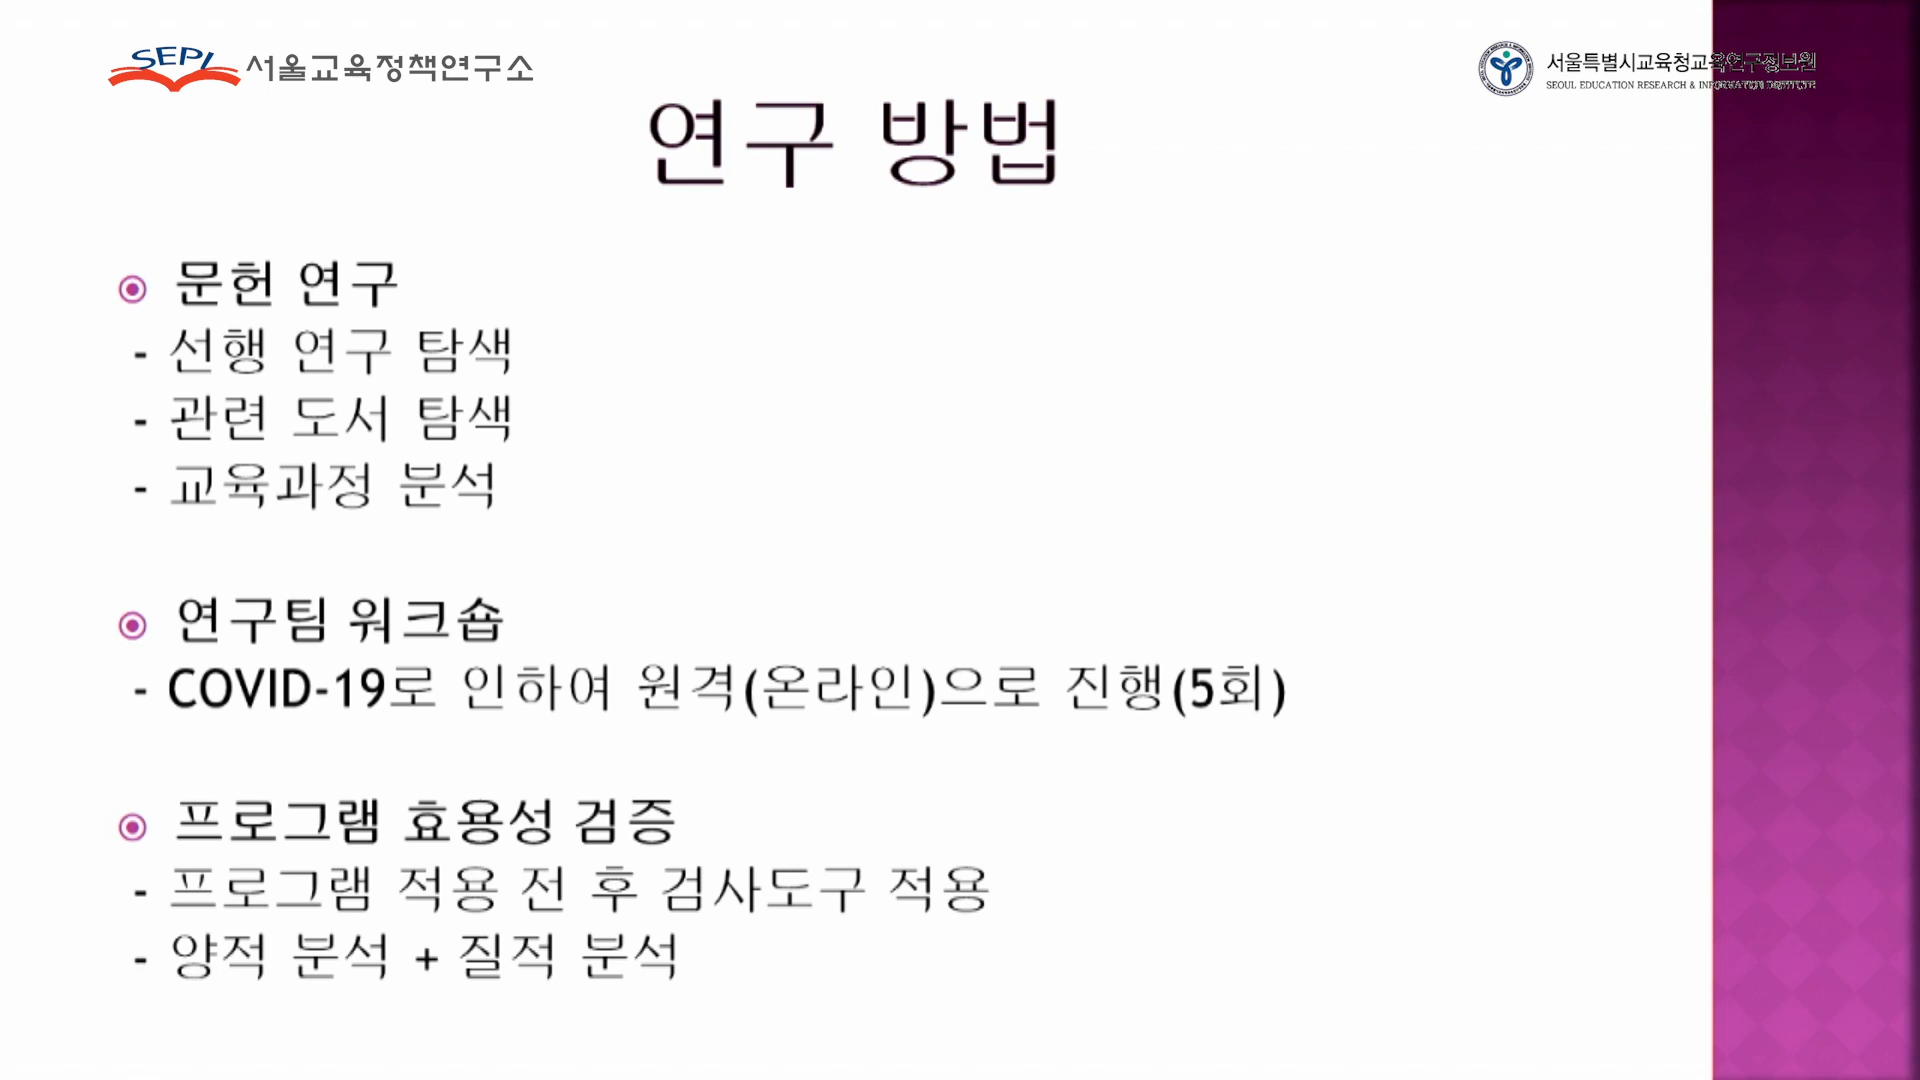 SEPI 서울교육정책연구소
서울특별시교육청교육연구정보원
SEOUL EDUCATION RESEARCH & INFORMATION INSTITUTE
연구 방법
문헌 연구
- 선행 연구 탐색
- 관련 도서 탐색
- 교육과정 분석
연구팀 워크숍
- COVID-19로 인하여 원격(온라인)으로 진행(5회)
프로그램 효용성 검증
- 프로그램 적용 전 후 검사도구 적용
- 양적 분석 + 질적 분석